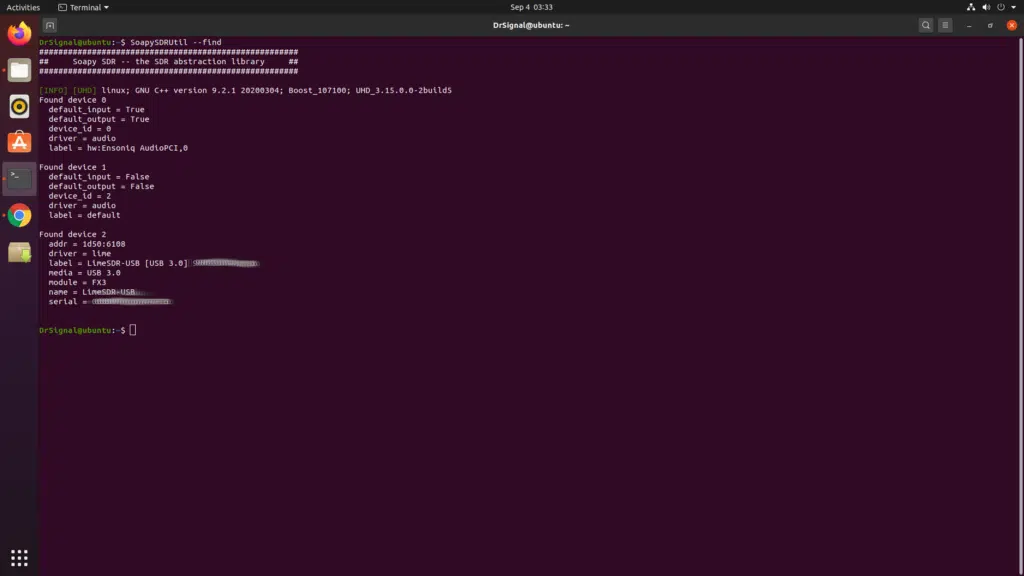 Activities Terminal Sep 4 03:33
DrSignal@ubuntu: ~
DrSignal@ubuntu:~$ SoapySDRUtil --find
######################################################
##     Soapy SDR -- the SDR abstraction library     ##
######################################################
[INFO] [UHD] linux; GNU C++ version 9.2.1 20200304; Boost_107100; UHD_3.15.0.0-2build5
Found device 0
default_input = True
default_output = True
device_id = 0
driver = audio
label = hw:Ensoniq AudioPCI,0
Found device 1
default_input = False
default_output = False
device_id = 2
driver = audio
label = default
Found device 2
addr = 1d50:6108
driver = lime
label = LimeSDR-USB [USB 3.0]
media = USB 3.0
module = FX3
name = LimeSDR-USB
serial =
DrSignal@ubuntu:~$